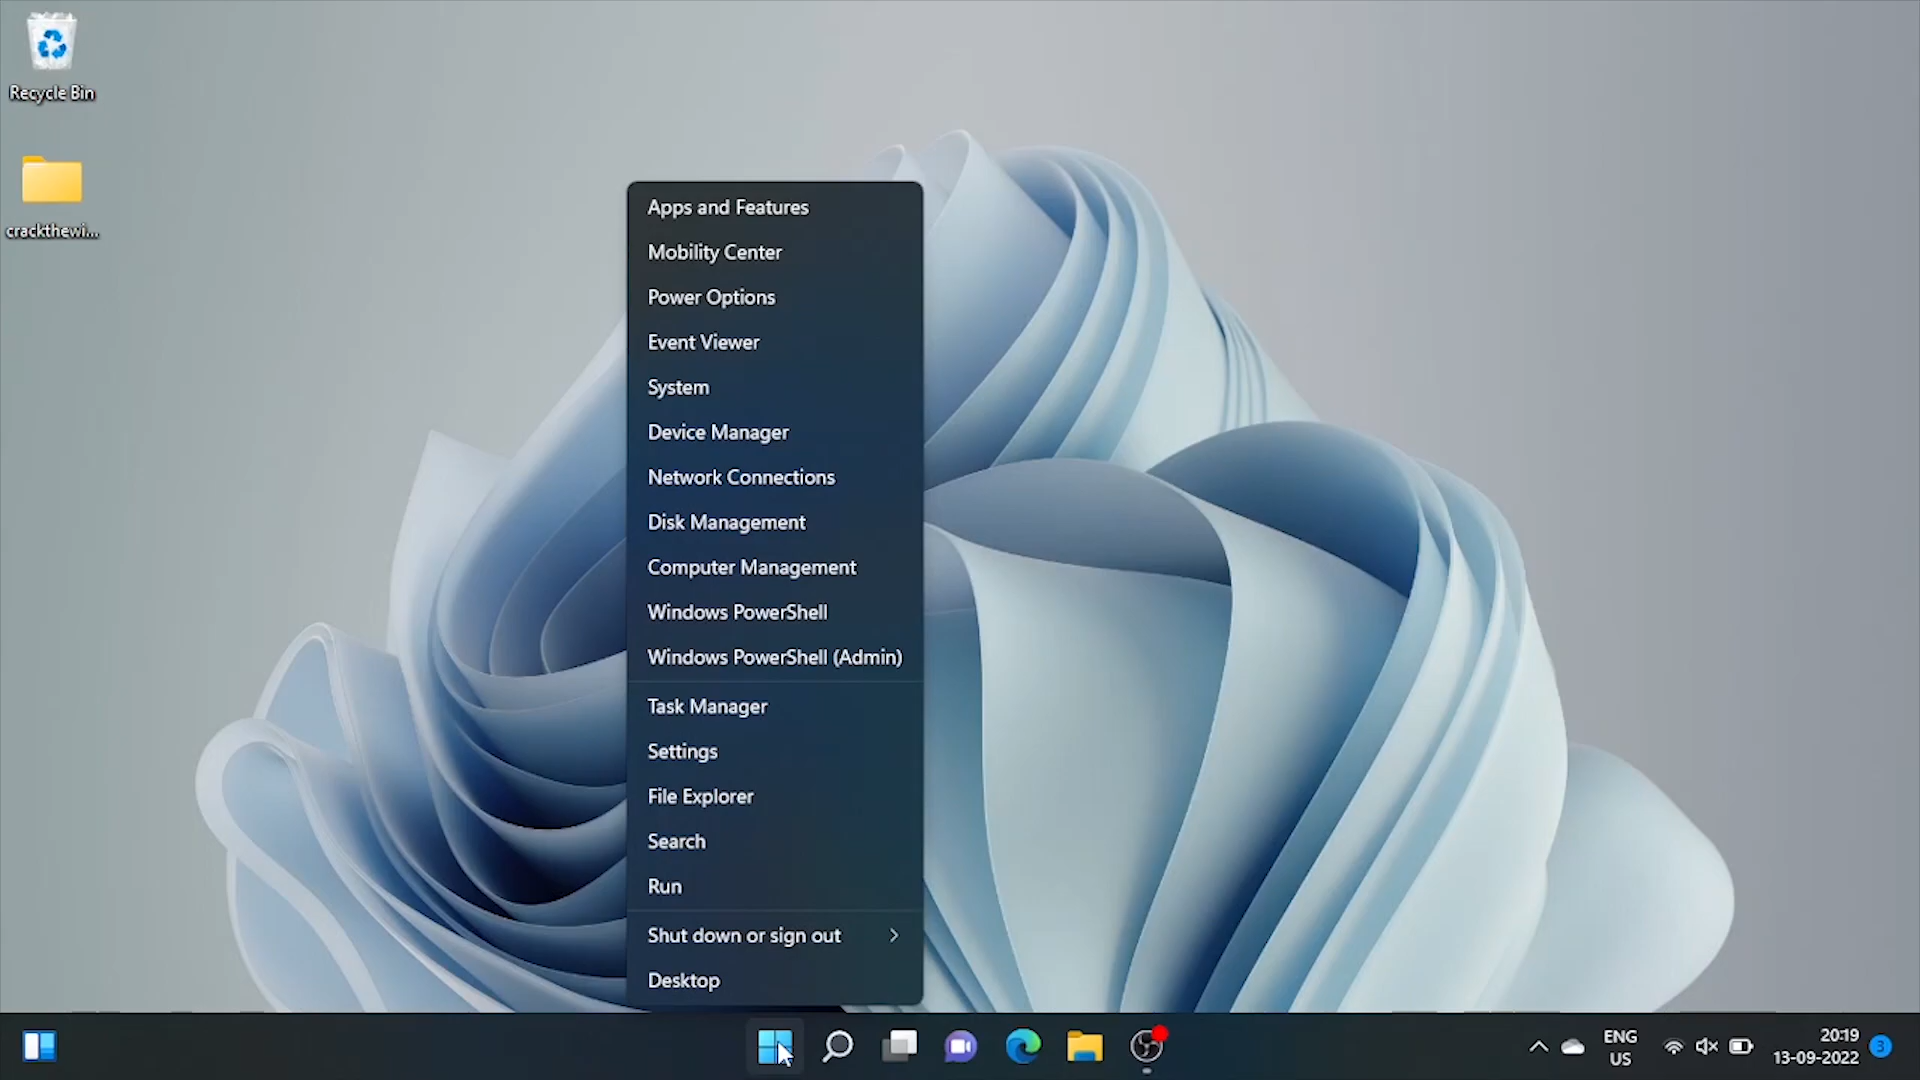 Recycle Bin
crackthewi...
Apps and Features
Mobility Center
Power Options
Event Viewer
System
Device Manager
Network Connections
Disk Management
Computer Management
Windows PowerShell
Windows PowerShell (Admin)
Task Manager
Settings
File Explorer
Search
Run
Shut down or sign out
Desktop
ENG
US
20:19
13-09-2022
3